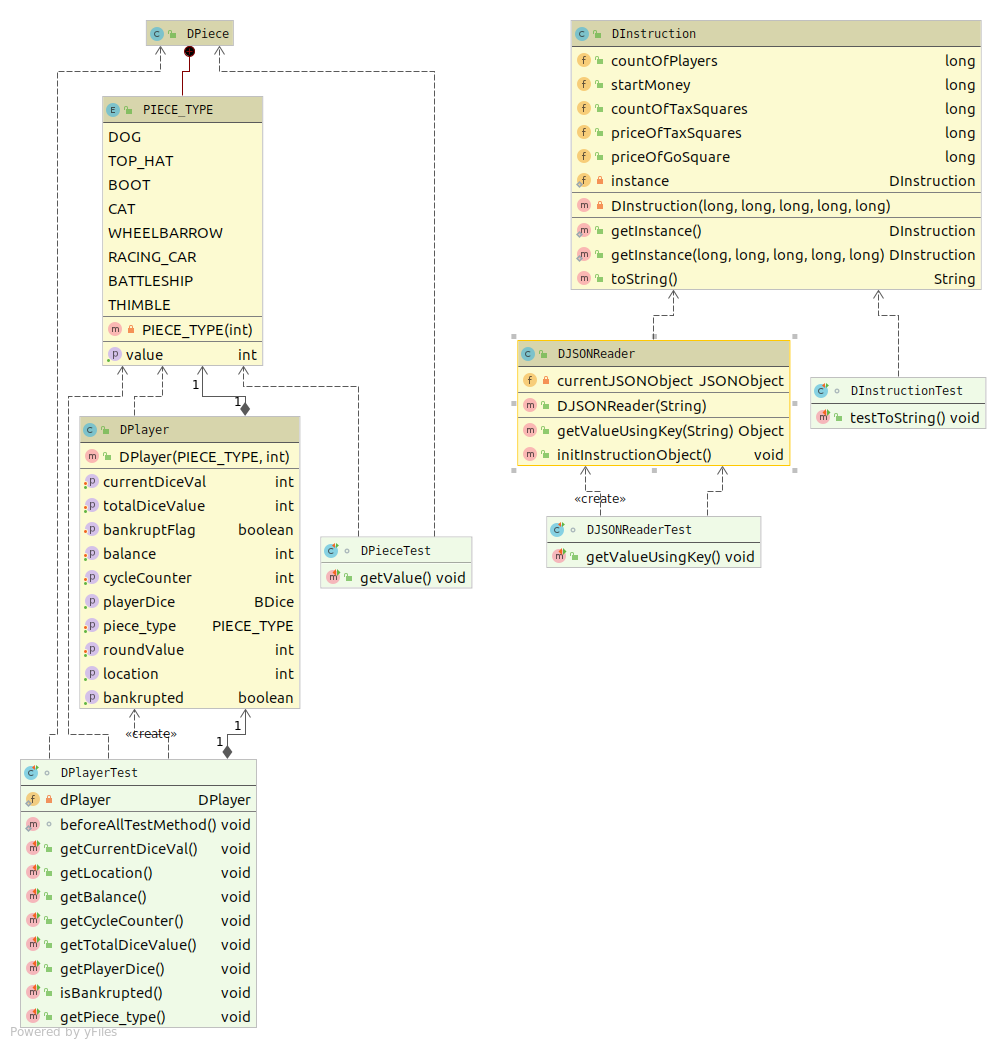 DPiece
PIECE_TYPE
DOG
TOP_HAT
BOOT
CAT
WHEELBARROW
RACING_CAR
BATTLESHIP
THIMBLE
PIECE_TYPE(int)
value int
1
1
DPlayer
DPlayer(PIECE_TYPE, int)
currentDiceVal int
totalDiceValue int
bankruptFlag boolean
balance int
cycleCounter int
playerDice BDice
piece_type PIECE_TYPE
roundValue int
location int
bankrupted boolean
«create»
1
1
DPlayerTest
dPlayer DPlayer
beforeAllTestMethod() void
getCurrentDiceVal() void
getLocation() void
getBalance() void
getCycleCounter() void
getTotalDiceValue() void
getPlayerDice() void
isBankrupted() void
getPiece_type() void
DPieceTest
getValue() void
DInstruction
countOfPlayers long
startMoney long
countOfTaxSquares long
priceOfTaxSquares long
priceOfGoSquare long
instance DInstruction
DInstruction(long, long, long, long, long)
getInstance() DInstruction
getInstance(long, long, long, long, long) DInstruction
toString() String
DJSONReader
currentJSONObject JSONObject
DJSONReader(String)
getValueUsingKey(String) Object
initInstructionObject() void
«create»
DJSONReaderTest
getValueUsingKey() void
DInstructionTest
testToString() void
Powered by yFiles